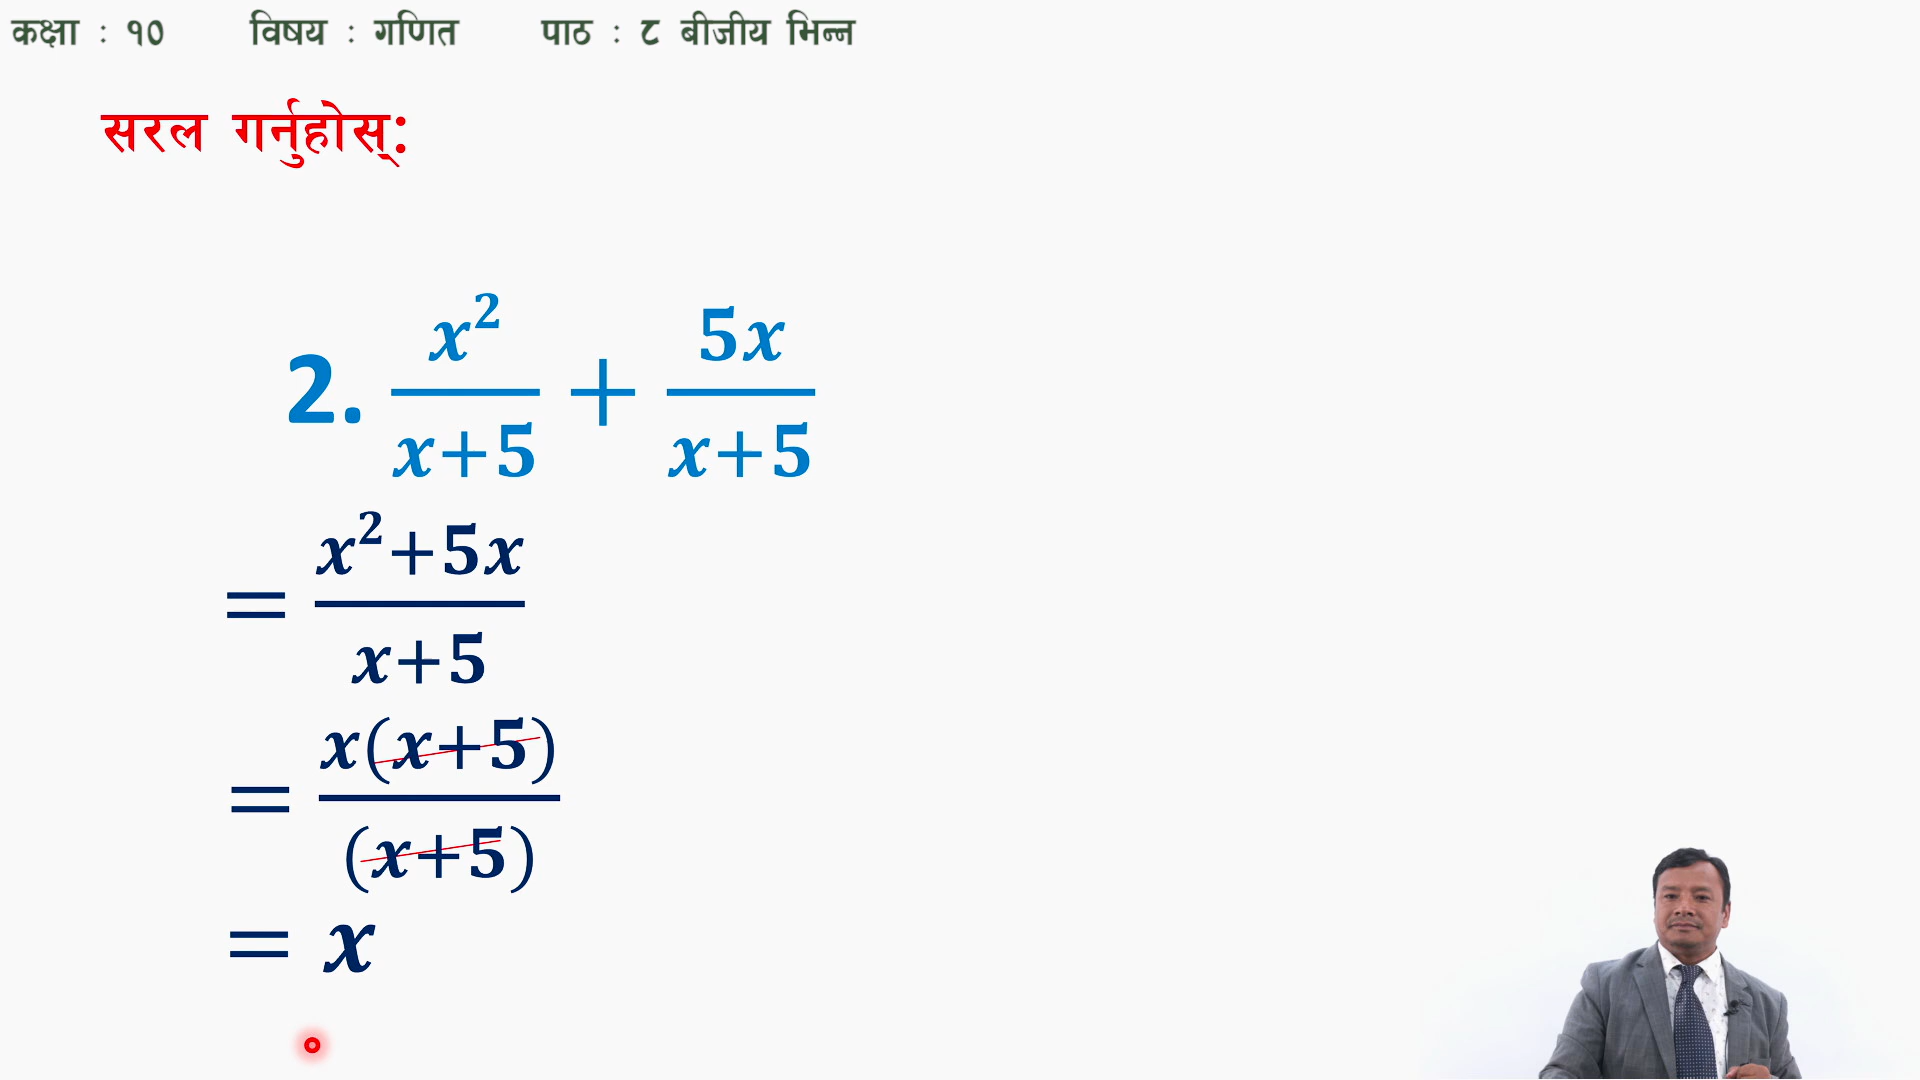 कक्षा : १० विषय : गणित पाठ : ८ बीजीय भिन्न
सरल गर्नुहोस्:
2. x²/(x+5) + 5x/(x+5)
= (x²+5x)/(x+5)
= x(x+5)/(x+5)
= x